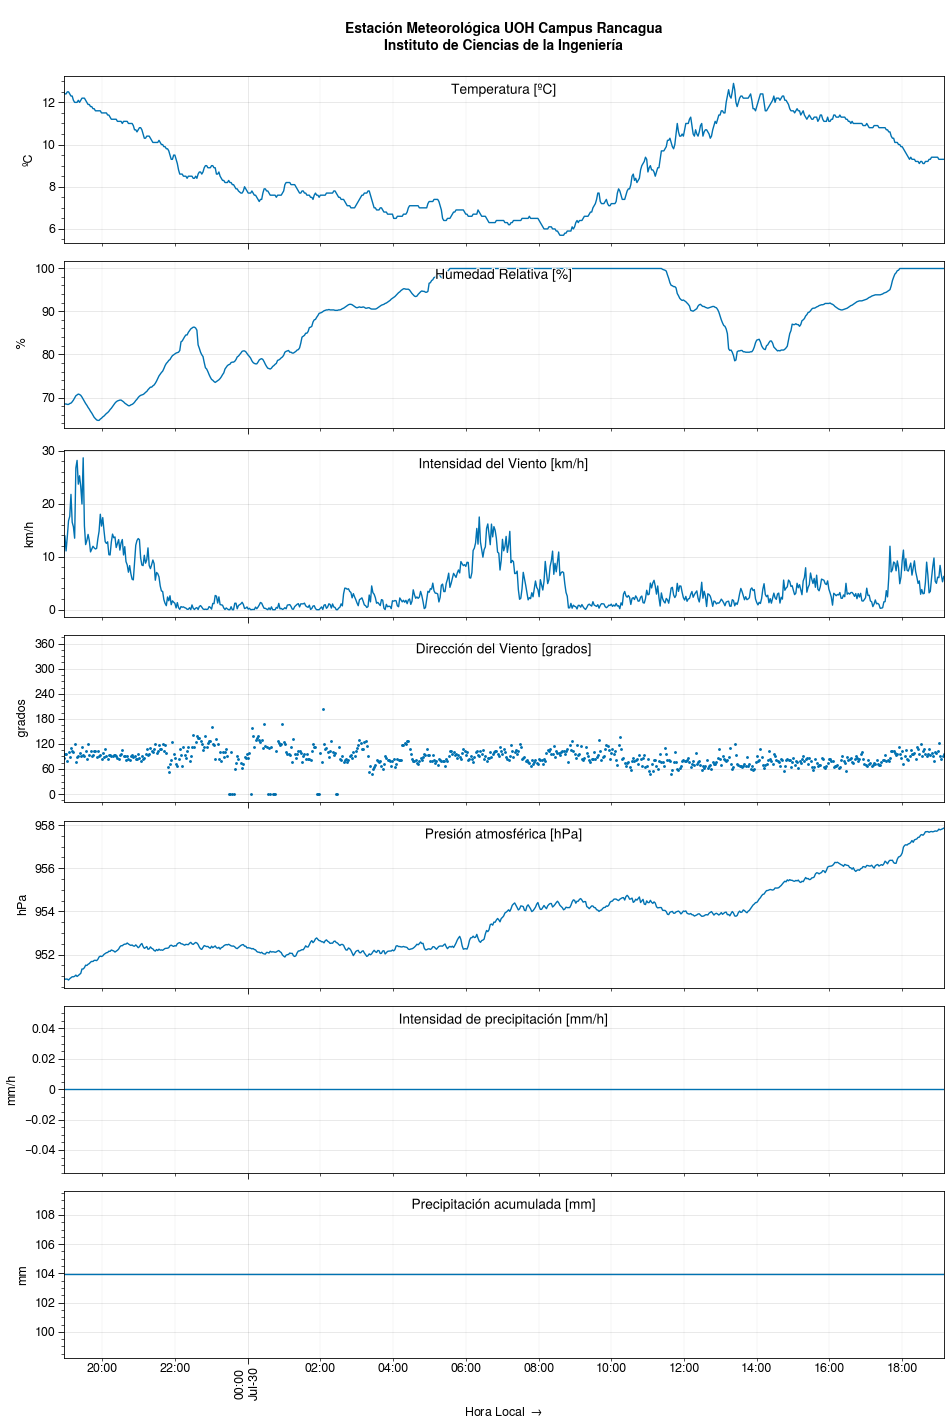 Estación Meteorológica UOH Campus Rancagua
Instituto de Ciencias de la Ingeniería
Temperatura [ºC]
ºC
12
10
8
6
Humedad Relativa [%]
%
100
90
80
70
Intensidad del Viento [km/h]
km/h
30
20
10
0
Dirección del Viento [grados]
grados
360
300
240
180
120
60
0
Presión atmosférica [hPa]
hPa
958
956
954
952
Intensidad de precipitación [mm/h]
mm/h
0.04
0.02
0
−0.02
−0.04
Precipitación acumulada [mm]
mm
108
106
104
102
100
20:00 22:00 00:00 02:00 04:00 06:00 08:00 10:00 12:00 14:00 16:00 18:00
Jul-30
Hora Local →